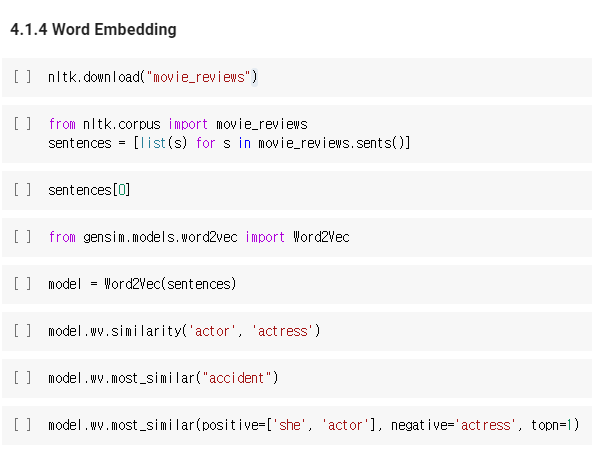 4.1.4 Word Embedding
[ ] nltk.download("movie_reviews")
[ ] from nltk.corpus import movie_reviews
sentences = [list(s) for s in movie_reviews.sents()]
[ ] sentences[0]
[ ] from gensim.models.word2vec import Word2Vec
[ ] model = Word2Vec(sentences)
[ ] model.wv.similarity('actor', 'actress')
[ ] model.wv.most_similar("accident")
[ ] model.wv.most_similar(positive=['she', 'actor'], negative='actress', topn=1)